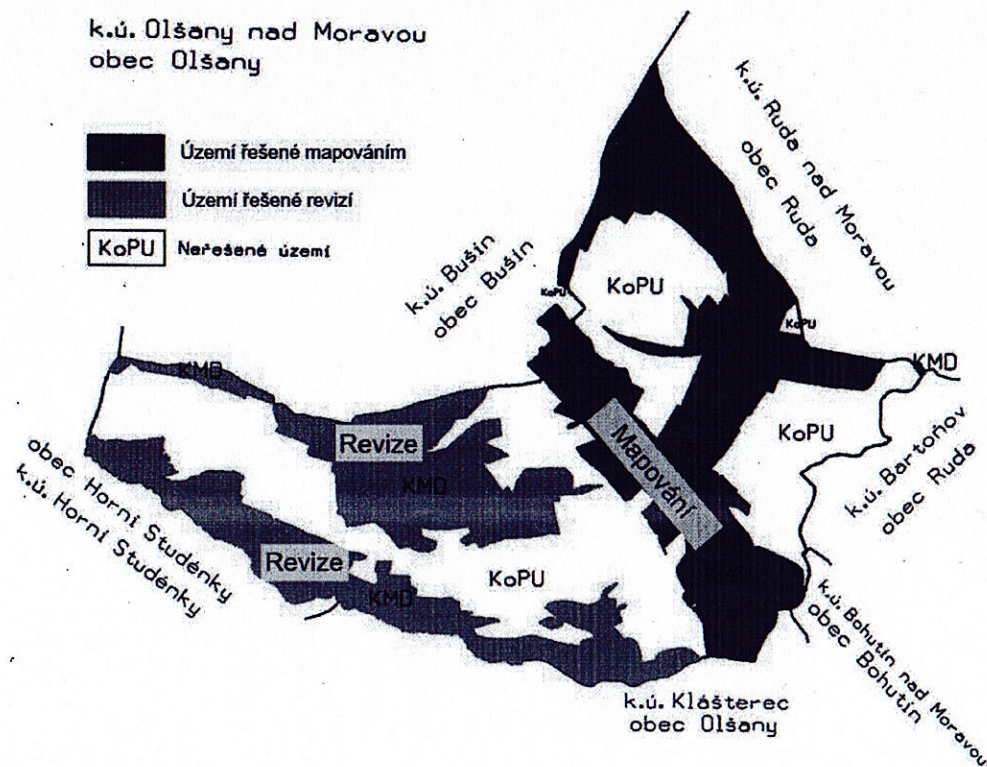 k.ú. Olšany nad Moravou
obec Olšany
Území řešené mapováním
Území řešené revizí
KoPU Neřešené území
k.ú. Ruda nad Moravou
obec Ruda
k.ú. Bušín
obec Bušín
KoPU
KoPU
KoPU
KMD
KMD
KoPU
Revize
Mapování
KMD
k.ú. Bartoňov
obec Ruda
obec Horní Studénky
k.ú. Horní Studénky
Revize
KMD
KoPU
k.ú. Bohutín nad Moravou
obec Bohutín
k.ú. Klášterec
obec Olšany